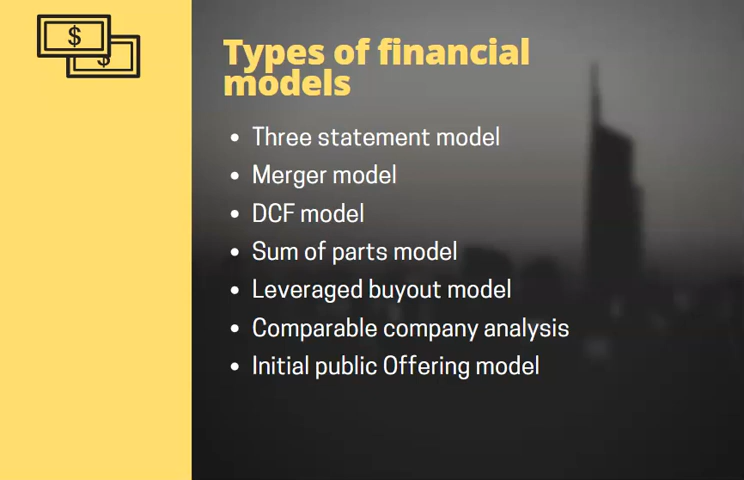 $
$
Types of financial
models
• Three statement model
• Merger model
• DCF model
• Sum of parts model
• Leveraged buyout model
• Comparable company analysis
• Initial public Offering model